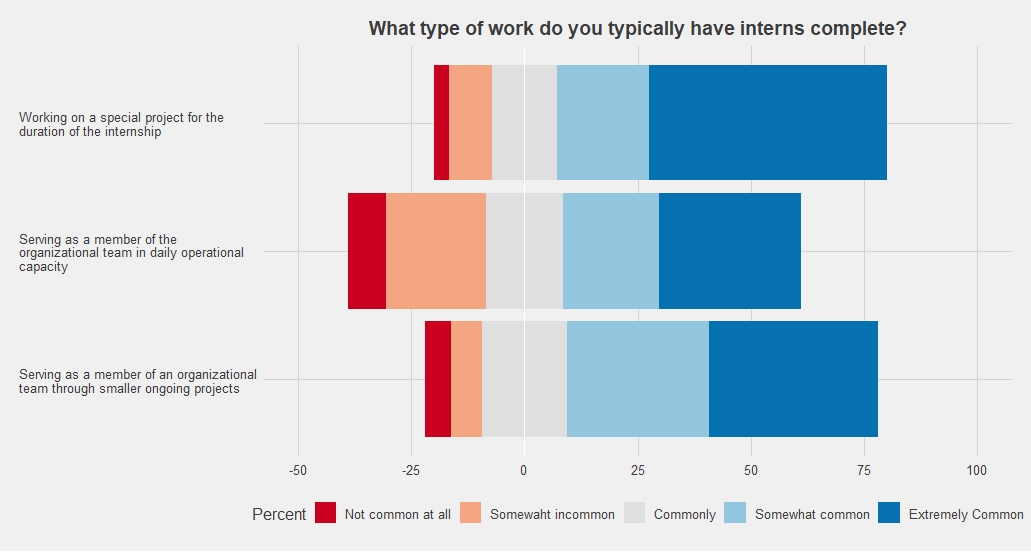 What type of work do you typically have interns complete?
Working on a special project for the
duration of the internship
Serving as a member of the
organizational team in daily operational
capacity
Serving as a member of an organizational
team through smaller ongoing projects
-50 -25 0 25 50 75 100
Percent Not common at all Somewaht incommon Commonly Somewhat common Extremely Common